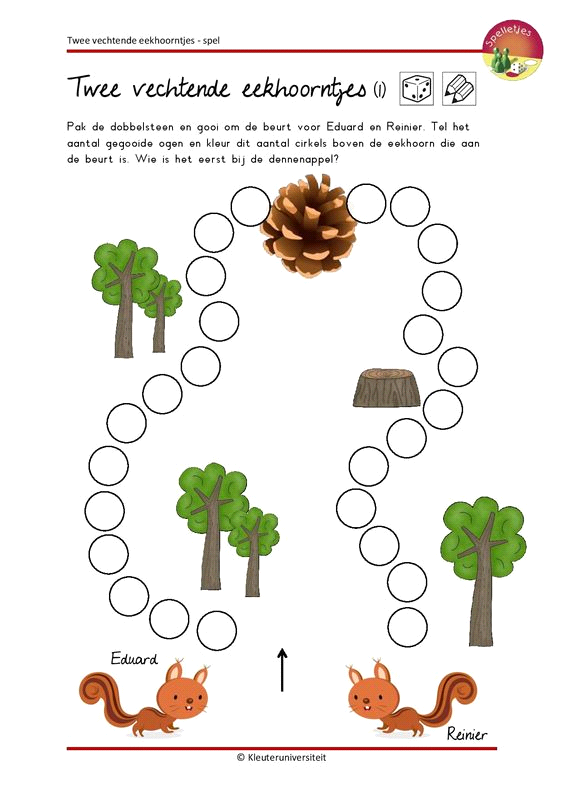 Twee vechtende eekhoorntjes - spel
Spelletjes
Twee vechtende eekhoorntjes (1)
Pak de dobbelsteen en gooi om de beurt voor Eduard en Reinier. Tel het
aantal gegooide ogen en kleur dit aantal cirkels boven de eekhoorn die aan
de beurt is. Wie is het eerst bij de dennenappel?
Eduard
Reinier
© Kleuteruniversiteit